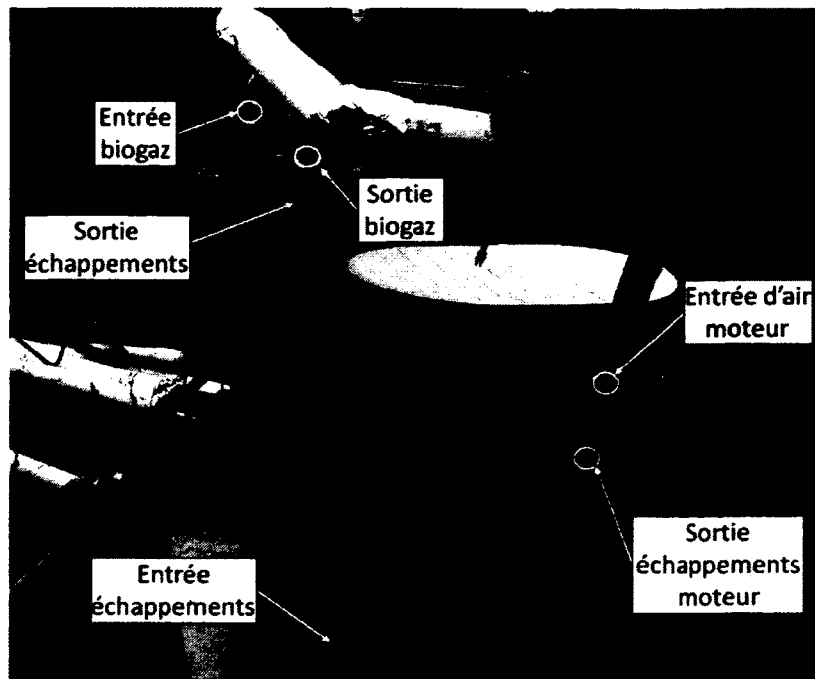 Entrée
biogaz
Sortie
biogaz
Sortie
échappements
Entrée d'air
moteur
Sortie
échappements
moteur
Entrée
échappements